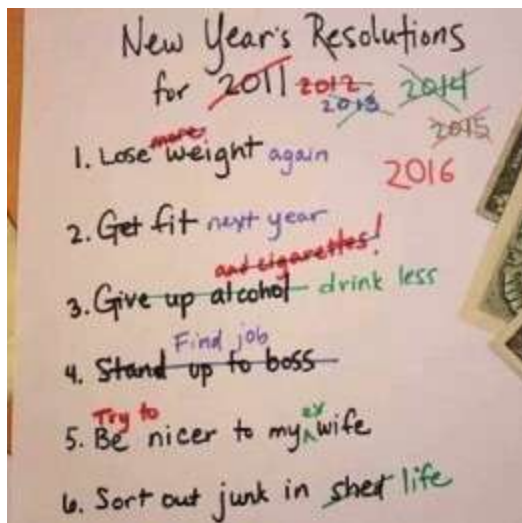 New Year's Resolutions
for 2011 2012 2014
2013
2015
2016
more
1. Lose weight again
2. Get fit next year
and cigarettes!
3. Give up alcohol drink less
Find job
4. Stand up to boss
Try to ex
5. Be nicer to my wife
6. Sort out junk in shed life